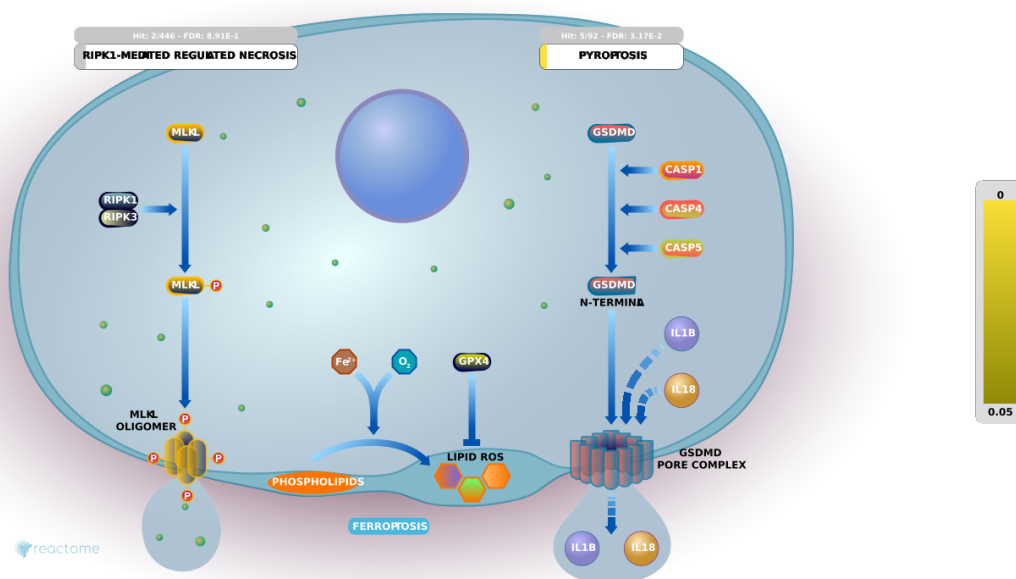 Hit: 2/446 - FDR: 8.91E-1
RIPK1-MEDIATED REGULATED NECROSIS
Hit: 5/92 - FDR: 3.17E-2
PYROPTOSIS
MLKL
GSDMD
CASP1
RIPK1
RIPK3
CASP4
CASP5
MLKL
P
GSDMD
N-TERMINAL
IL1B
Fe2+
O2
GPX4
IL18
MLKL
OLIGOMER
P
P
P
P
LIPID ROS
GSDMD
PORE COMPLEX
PHOSPHOLIPIDS
FERROPTOSIS
IL1B
IL18
reactome
0
0.05